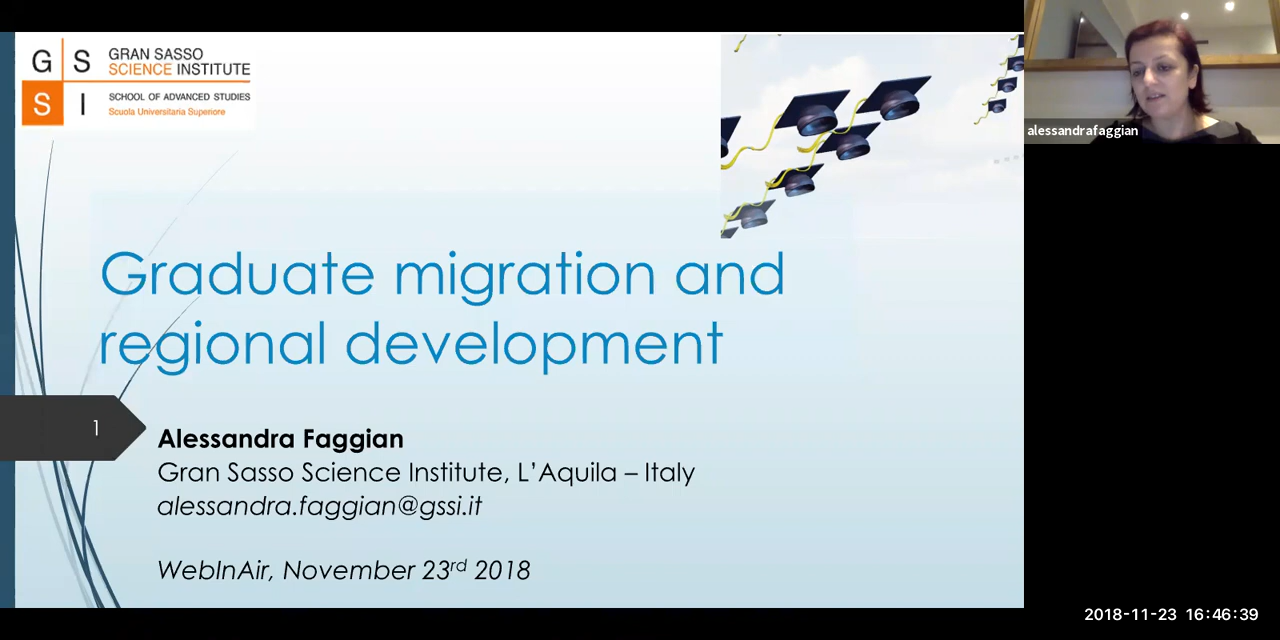 G S
S I
GRAN SASSO
SCIENCE INSTITUTE
SCHOOL OF ADVANCED STUDIES
Scuola Universitaria Superiore
alessandrafaggian
Graduate migration and
regional development
1
Alessandra Faggian
Gran Sasso Science Institute, L’Aquila – Italy
alessandra.faggian@gssi.it
WebInAir, November 23rd 2018
2018-11-23 16:46:39